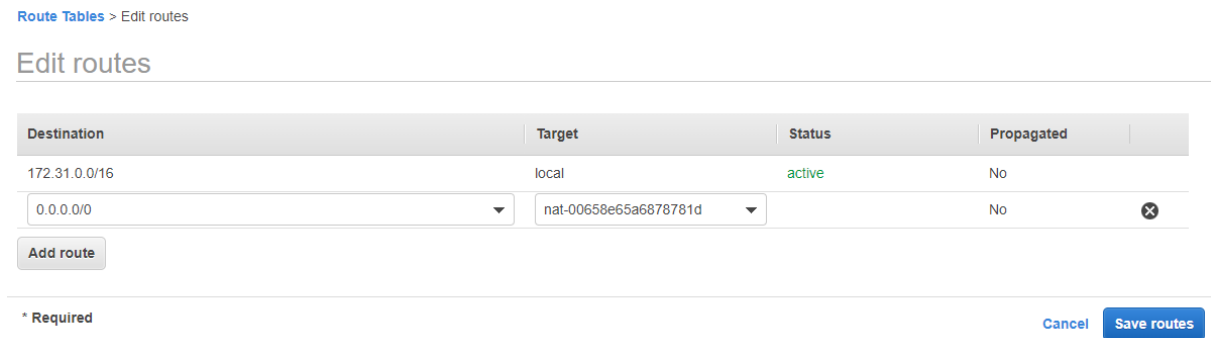 Route Tables > Edit routes
Edit routes
Destination Target Status Propagated
172.31.0.0/16 local active No
0.0.0.0/0 nat-00658e65a6878781d No
Add route
* Required Cancel Save routes